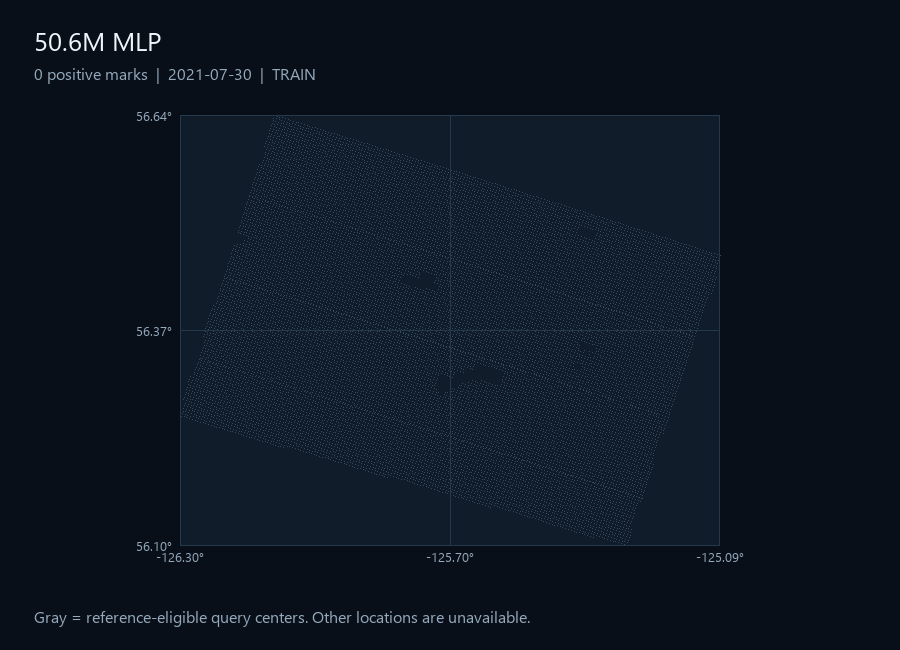 50.6M MLP
0 positive marks | 2021-07-30 | TRAIN
56.64°
56.37°
56.10°
-126.30°
-125.70°
-125.09°
Gray = reference-eligible query centers. Other locations are unavailable.